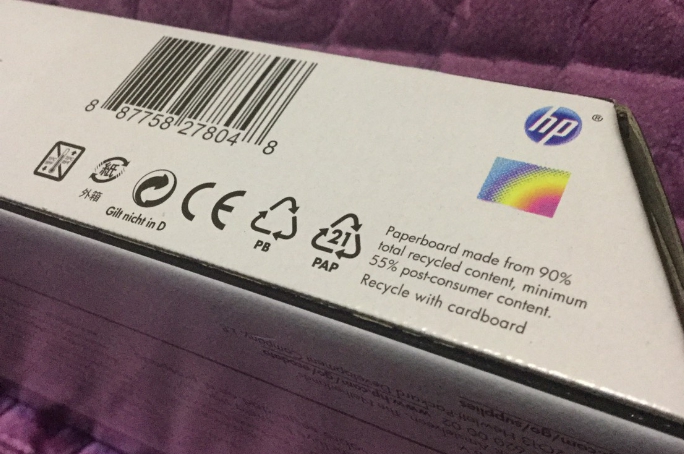 8 87758 27804 8
hp ®
紙
外箱
Gilt nicht in D
CE
PB
21
PAP
Paperboard made from 90%
total recycled content, minimum
55% post-consumer content.
Recycle with cardboard